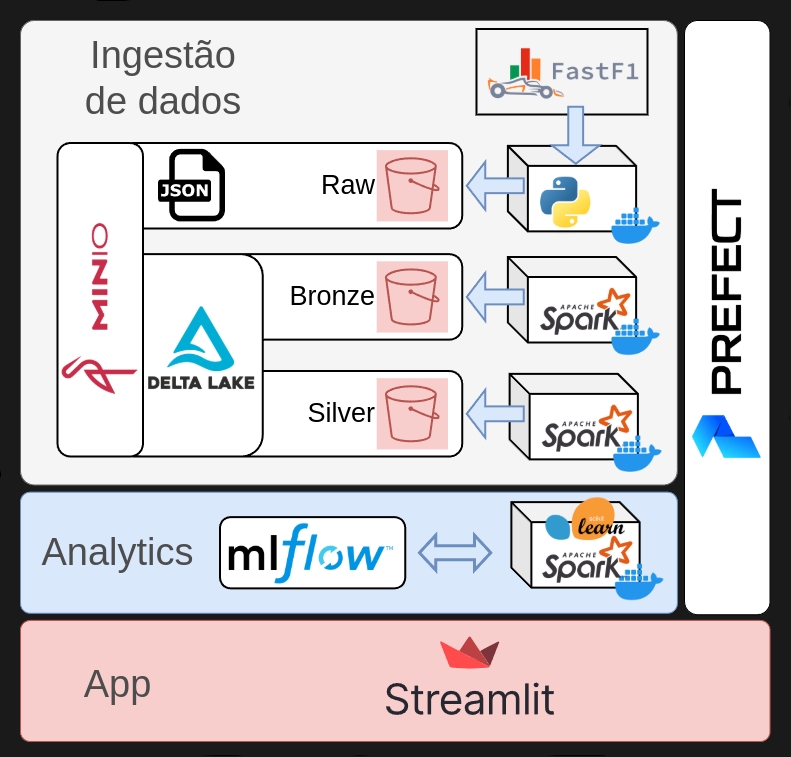 Ingestão
de dados
FastF1
MINIO
JSON
Raw
DELTA LAKE
Bronze
APACHE
Spark
Silver
APACHE
Spark
PREFECT
Analytics
mlflow™
scikit
learn
APACHE
Spark
App
Streamlit